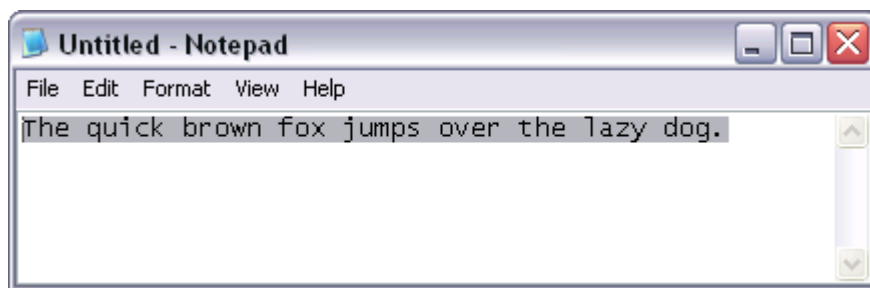 Untitled - Notepad
File Edit Format View Help
The quick brown fox jumps over the lazy dog.